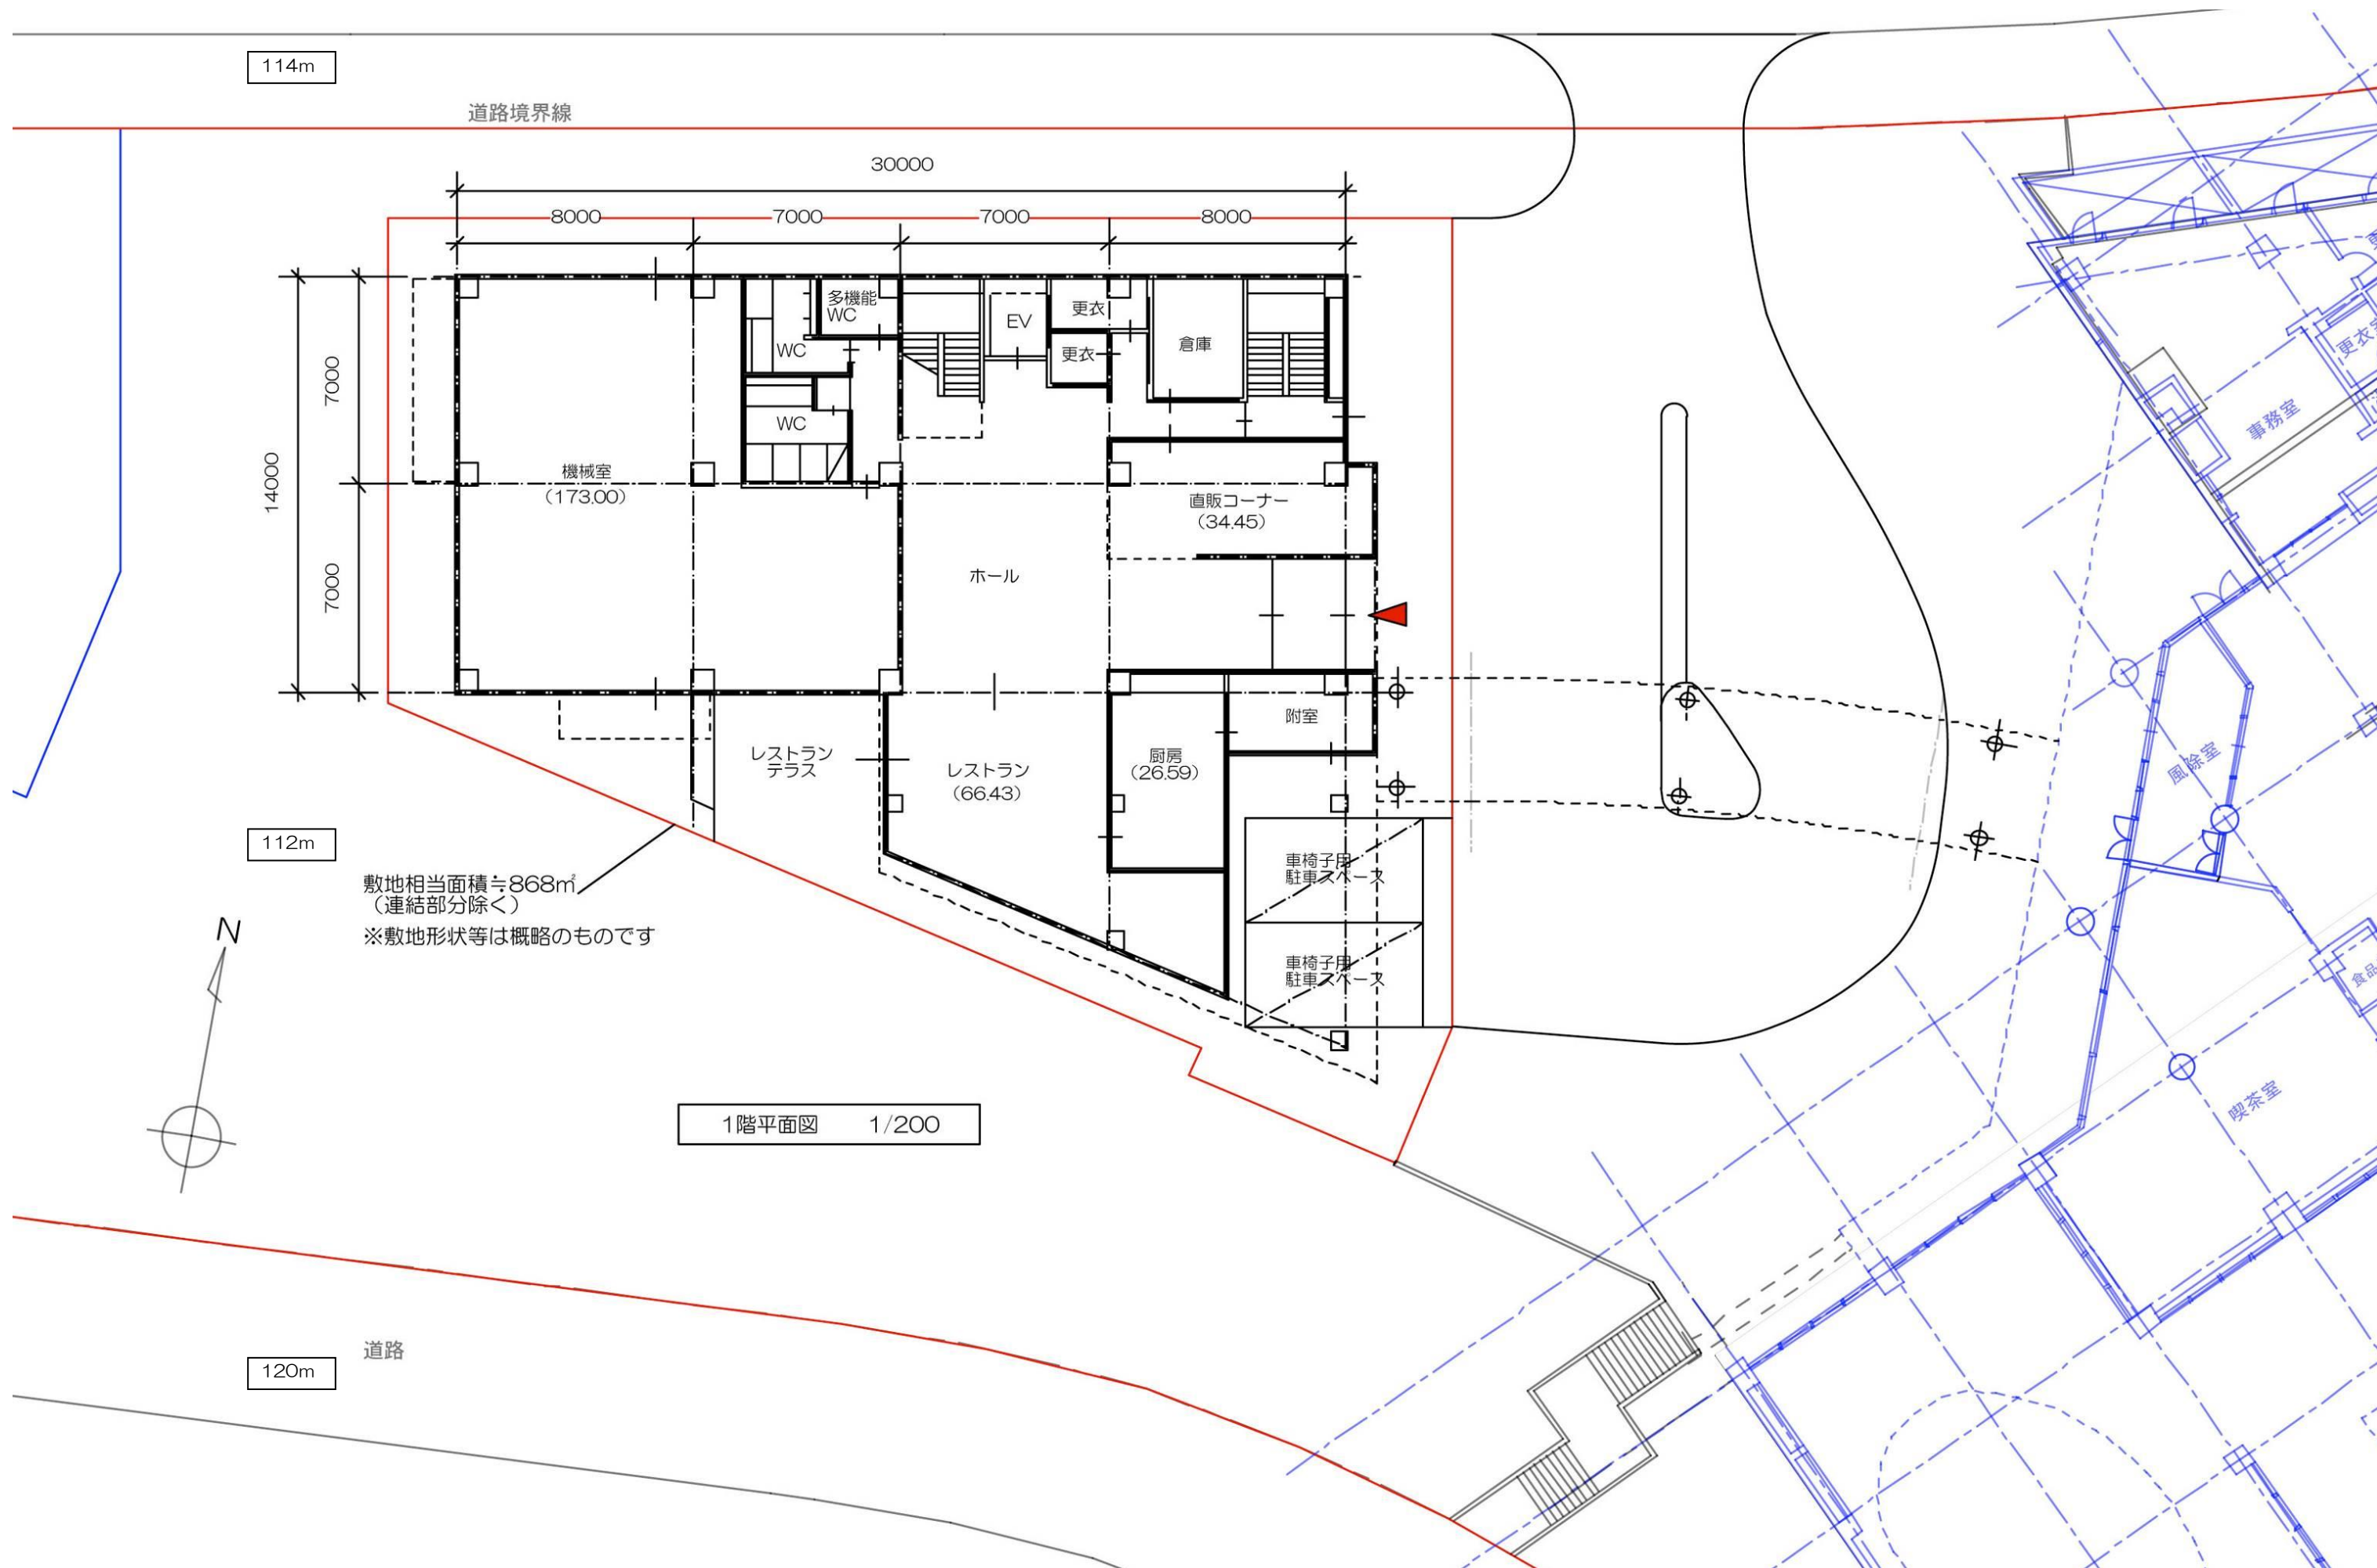 114m
道路境界線
30000
8000
7000
7000
8000
14000
7000
7000
多機能
WC
WC
WC
EV
更衣
更衣
倉庫
機械室
(173.00)
直販コーナー
(34.45)
ホール
レストラン
テラス
レストラン
(66.43)
厨房
(26.59)
附室
車椅子用
駐車スペース
車椅子用
駐車スペース
112m
敷地相当面積≒868㎡
(連結部分除く)
※敷地形状等は概略のものです
N
1階平面図 1/200
120m
道路
事務室
風除室
喫茶室
食品
更衣室